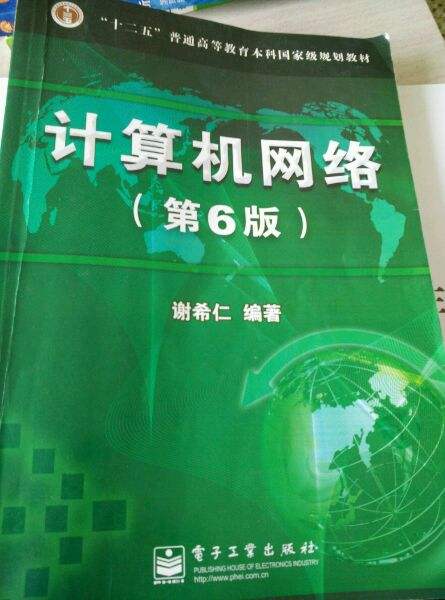 “十二五”普通高等教育本科国家级规划教材
计算机网络
（第6版）
谢希仁 编著
电子工业出版社
PUBLISHING HOUSE OF ELECTRONICS INDUSTRY
http://www.phei.com.cn